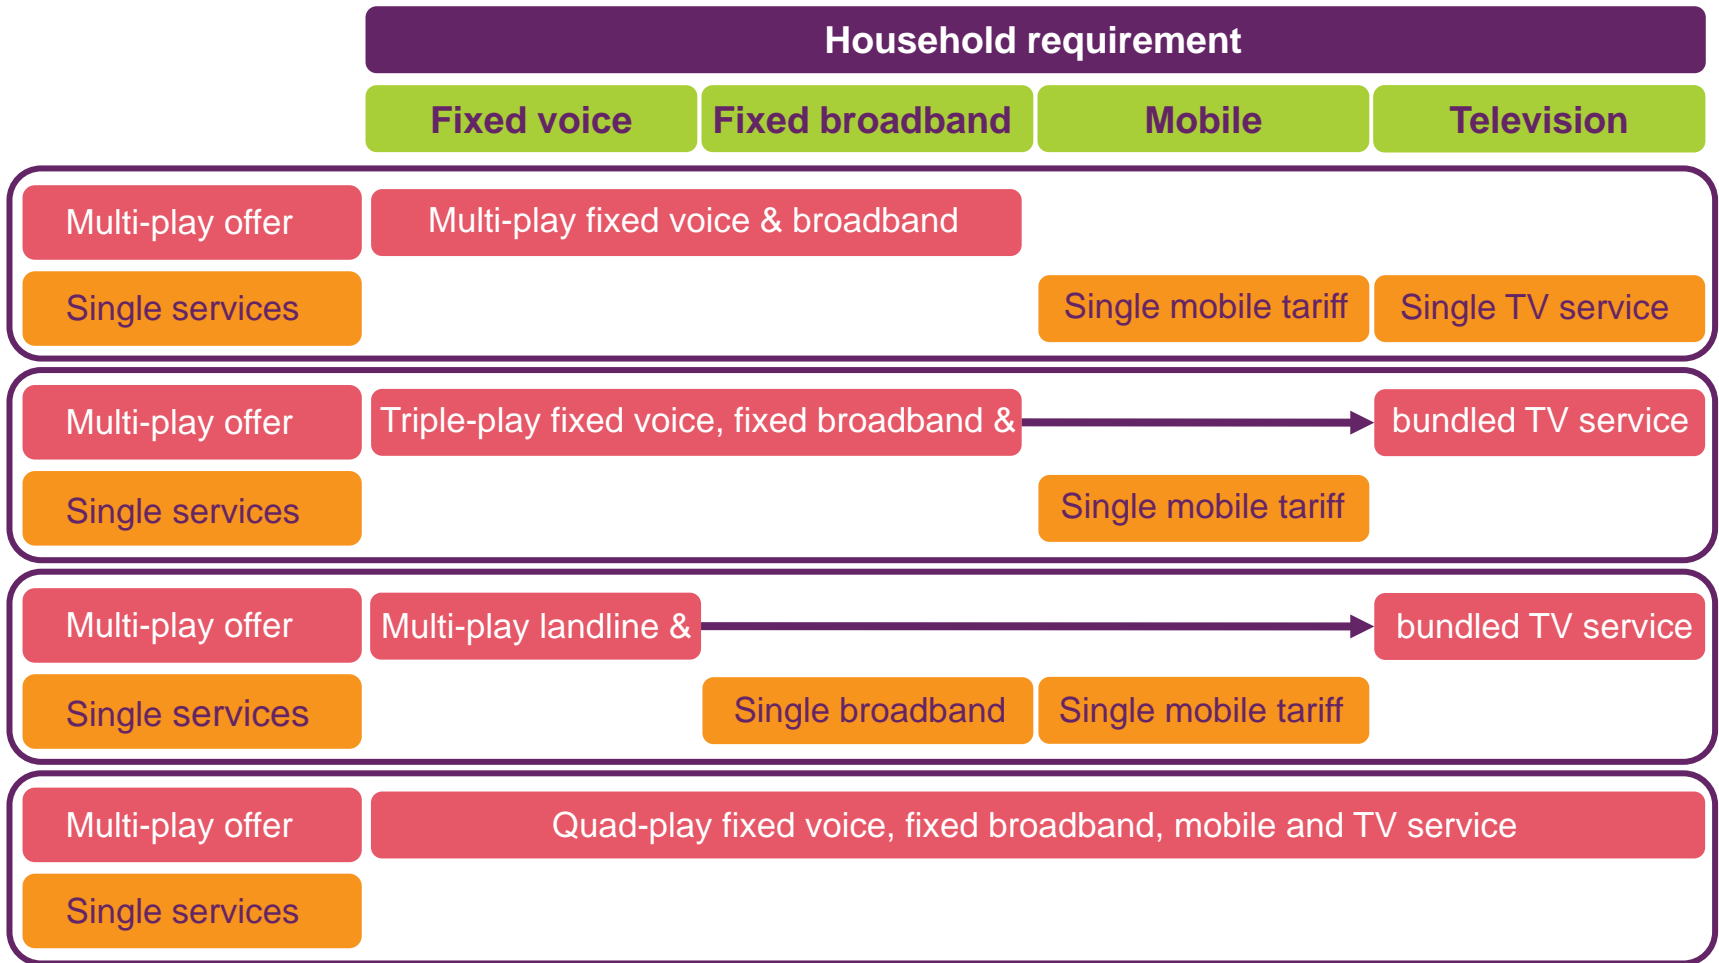 Household requirement
Fixed voice Fixed broadband Mobile Television
Multi-play offer Multi-play fixed voice & broadband
Single services Single mobile tariff Single TV service
Multi-play offer Triple-play fixed voice, fixed broadband & bundled TV service
Single services Single mobile tariff
Multi-play offer Multi-play landline & bundled TV service
Single services Single broadband Single mobile tariff
Multi-play offer Quad-play fixed voice, fixed broadband, mobile and TV service
Single services